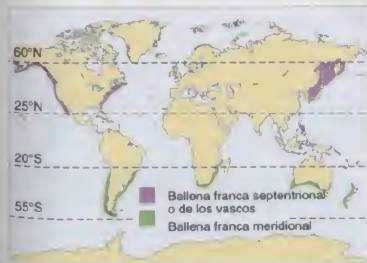 60°N
25°N
20°S
55°S
Ballena franca septentrional
o de los vascos
Ballena franca meridional